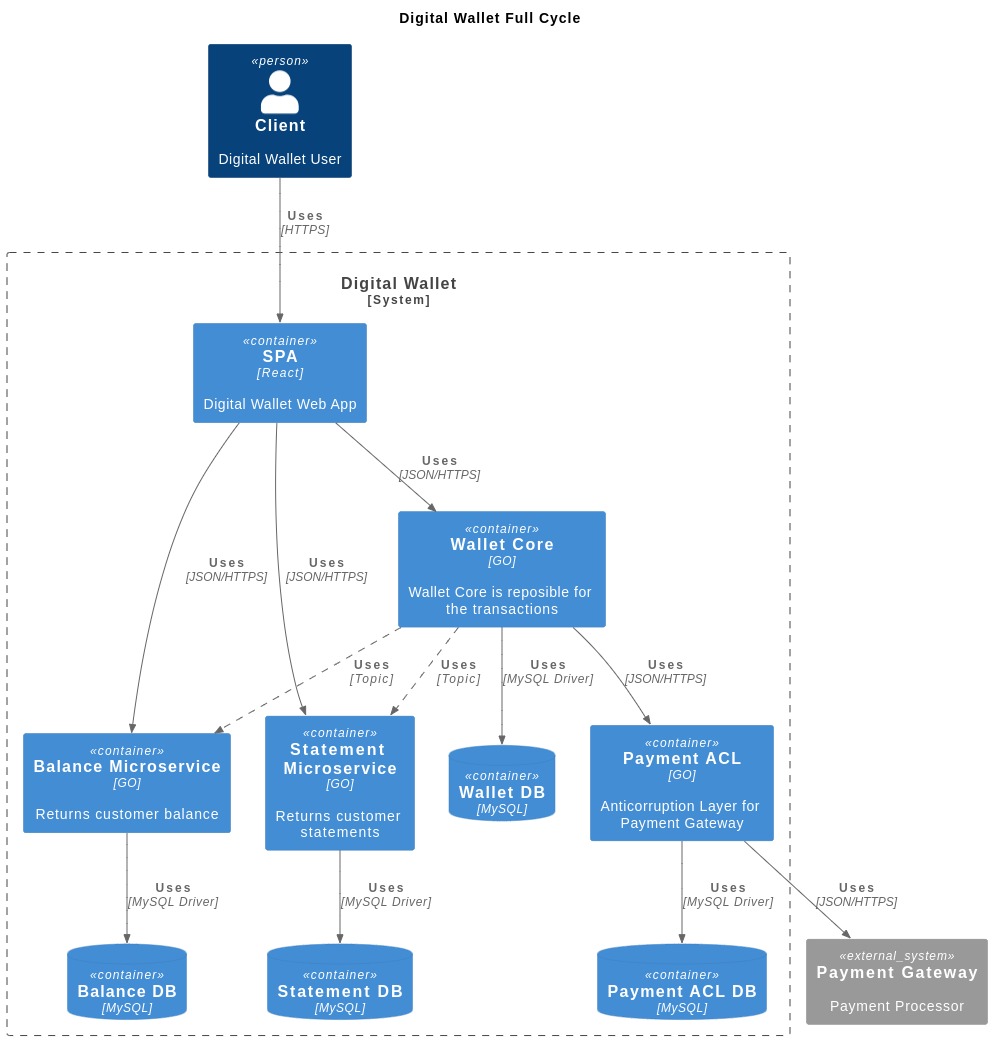 Digital Wallet Full Cycle
«person»
Client
Digital Wallet User
Uses
[HTTPS]
Digital Wallet
[System]
«container»
SPA
[React]
Digital Wallet Web App
Uses
[JSON/HTTPS]
«container»
Wallet Core
[GO]
Wallet Core is reposible for
the transactions
Uses
[JSON/HTTPS]
Uses
[JSON/HTTPS]
Uses
[Topic]
Uses
[Topic]
Uses
[MySQL Driver]
Uses
[JSON/HTTPS]
«container»
Balance Microservice
[GO]
Returns customer balance
«container»
Statement
Microservice
[GO]
Returns customer
statements
«container»
Wallet DB
[MySQL]
«container»
Payment ACL
[GO]
Anticorruption Layer for
Payment Gateway
Uses
[MySQL Driver]
Uses
[MySQL Driver]
Uses
[MySQL Driver]
Uses
[JSON/HTTPS]
«container»
Balance DB
[MySQL]
«container»
Statement DB
[MySQL]
«container»
Payment ACL DB
[MySQL]
«external_system»
Payment Gateway
Payment Processor